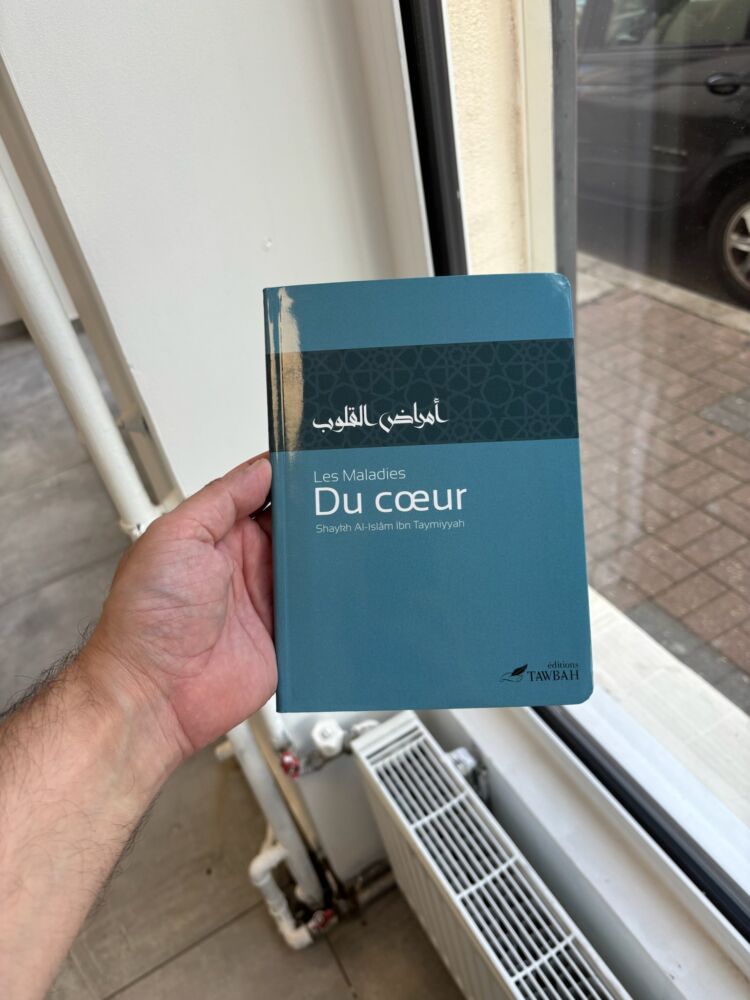 أمراض القلوب
Les Maladies
Du cœur
Shaykh Al-Islâm Ibn Taymiyyah
éditions
TAWBAH